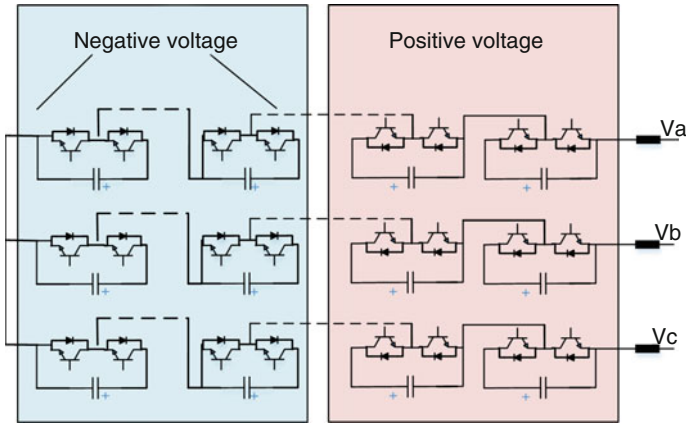 Negative voltage
Positive voltage
Va
+
+
+
+
Vb
+
+
+
+
Vc
+
+
+
+